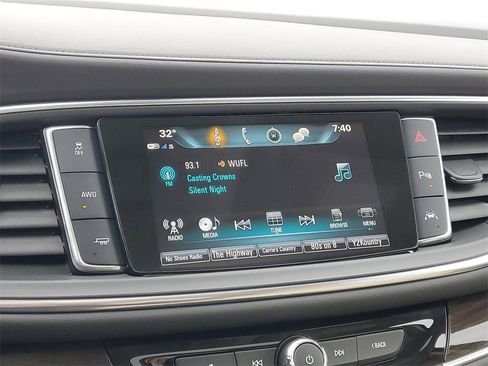 32° 7:40
93.1 WUFL
FM Casting Crowns
Silent Night
RADIO MEDIA TUNE BROWSE MENU
No Shoes Radio The Highway Carrie's Country 80s on 8 Y2Kountry
OFF
AWD
BACK